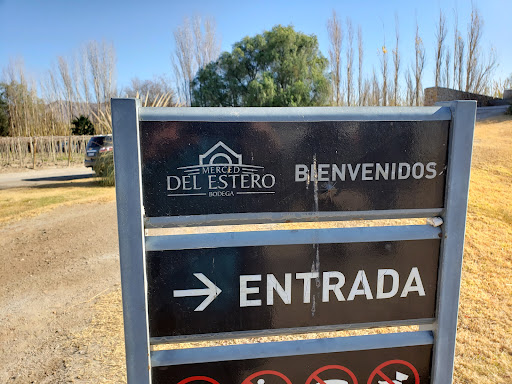 MERCED
DEL ESTERO
BODEGA
BIENVENIDOS
ENTRADA